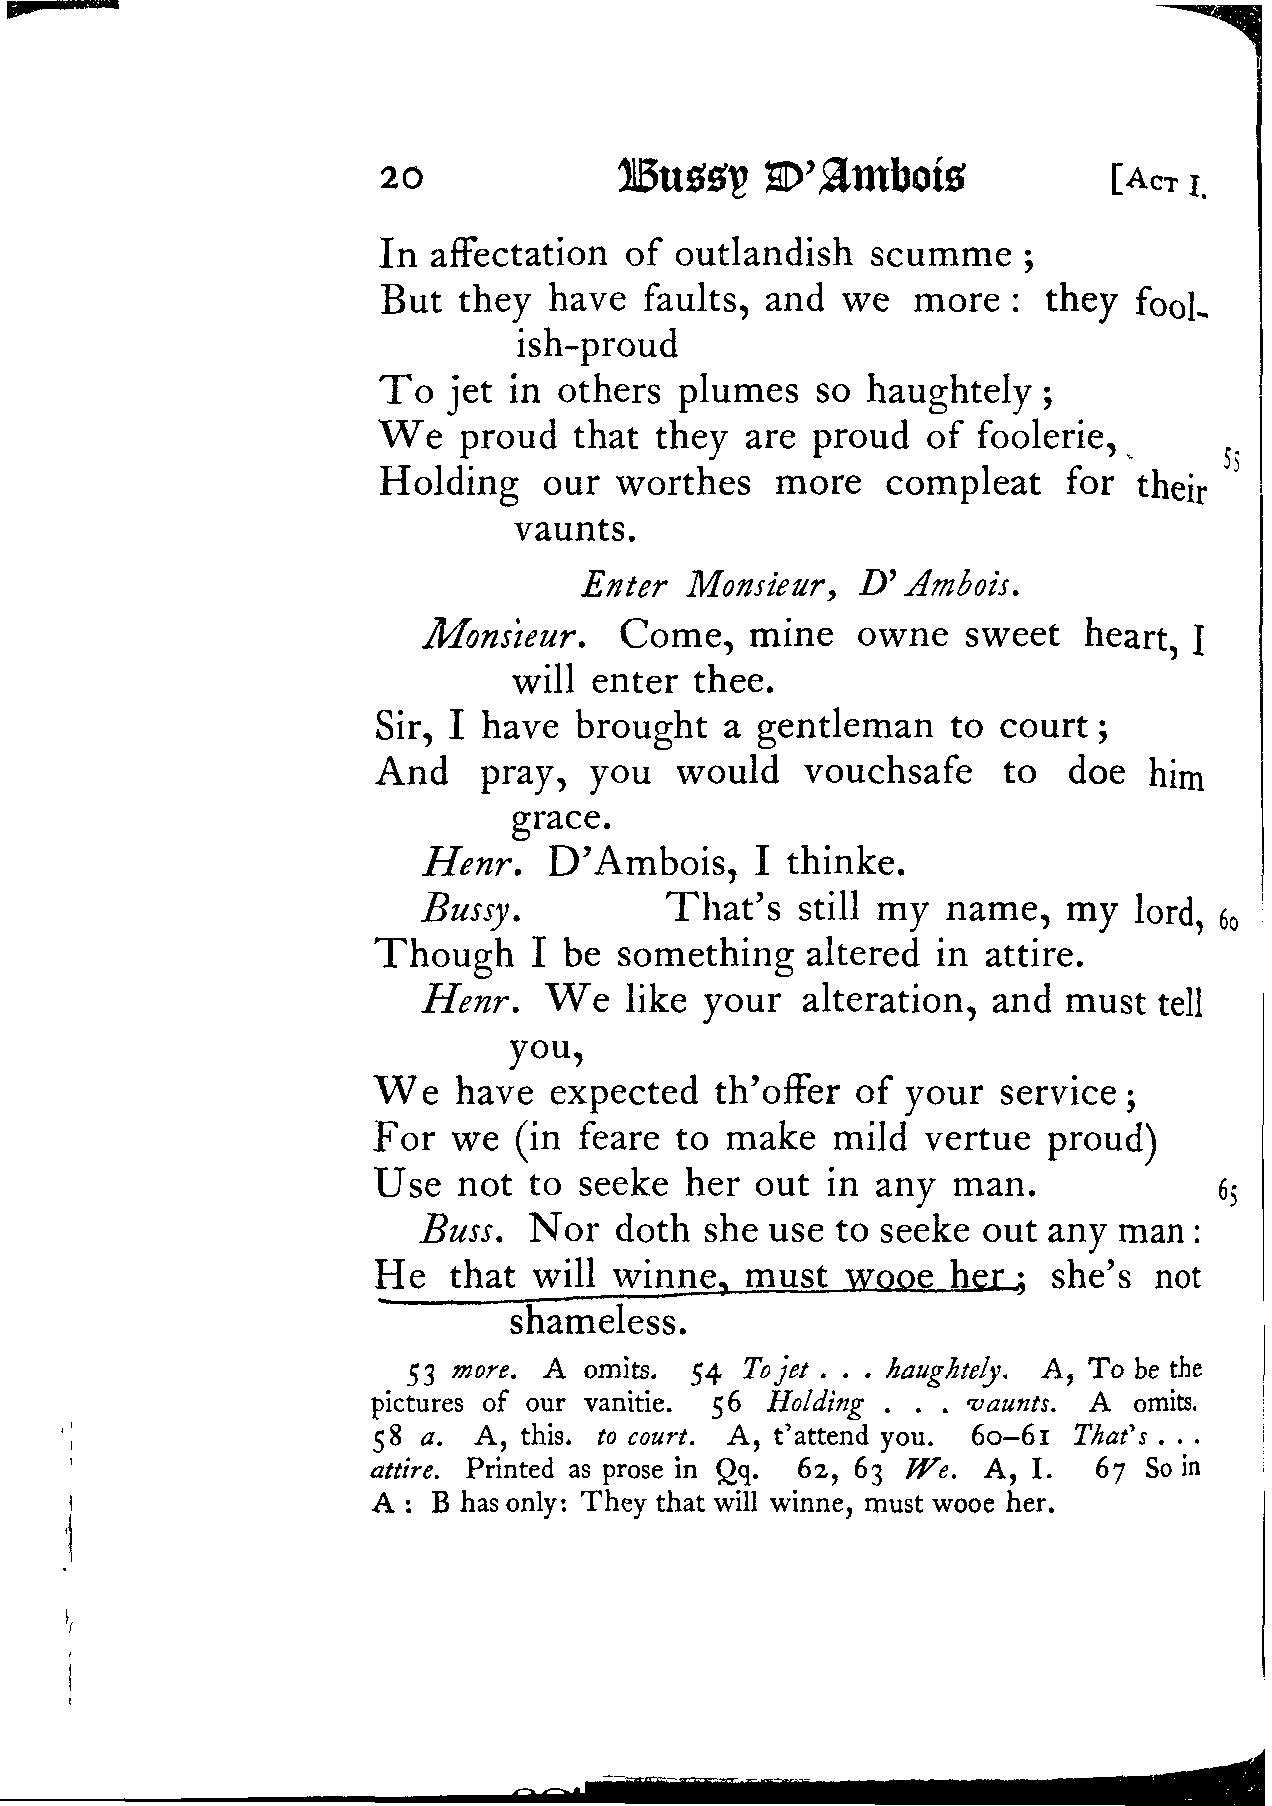 20 Bussy D'Ambois [ACT I.
In affectation of outlandish scumme ;
But they have faults, and we more : they fool-
ish-proud
To jet in others plumes so haughtely ;
We proud that they are proud of foolerie, 55
Holding our worthes more compleat for their
vaunts.
Enter Monsieur, D'Ambois.
Monsieur. Come, mine owne sweet heart, I
will enter thee.
Sir, I have brought a gentleman to court ;
And pray, you would vouchsafe to doe him
grace.
Henr. D'Ambois, I thinke.
Bussy. That's still my name, my lord, 60
Though I be something altered in attire.
Henr. We like your alteration, and must tell
you,
We have expected th'offer of your service ;
For we (in feare to make mild vertue proud)
Use not to seeke her out in any man. 65
Buss. Nor doth she use to seeke out any man :
He that will winne, must wooe her ; she's not
shameless.
53 more. A omits. 54 To jet . . . haughtely. A, To be the
pictures of our vanitie. 56 Holding . . . vaunts. A omits.
58 a. A, this. to court. A, t'attend you. 60–61 That's . . .
attire. Printed as prose in Qq. 62, 63 We. A, I. 67 So in
A : B has only: They that will winne, must wooe her.